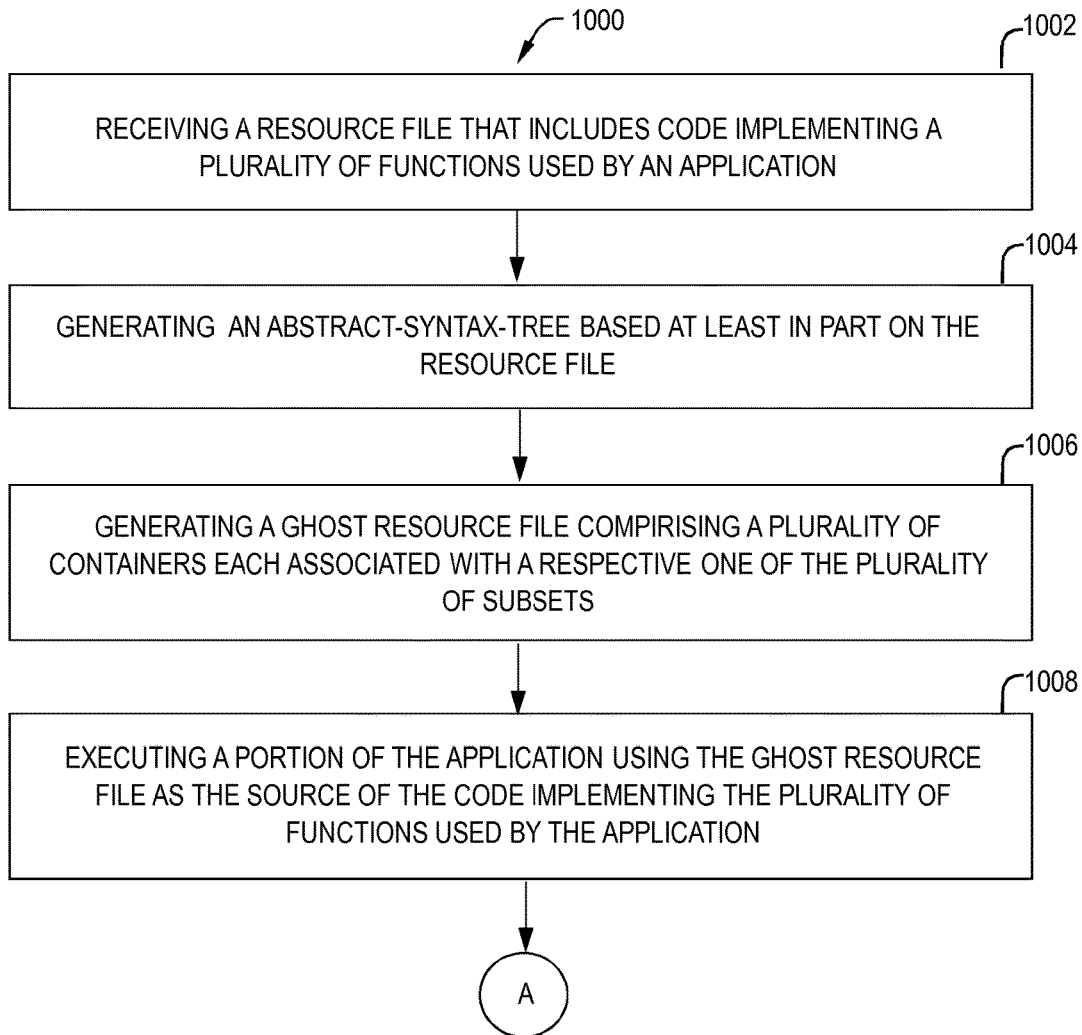 1000
1002
RECEIVING A RESOURCE FILE THAT INCLUDES CODE IMPLEMENTING A
PLURALITY OF FUNCTIONS USED BY AN APPLICATION
1004
GENERATING AN ABSTRACT-SYNTAX-TREE BASED AT LEAST IN PART ON THE
RESOURCE FILE
1006
GENERATING A GHOST RESOURCE FILE COMPIRISING A PLURALITY OF
CONTAINERS EACH ASSOCIATED WITH A RESPECTIVE ONE OF THE PLURALITY
OF SUBSETS
1008
EXECUTING A PORTION OF THE APPLICATION USING THE GHOST RESOURCE
FILE AS THE SOURCE OF THE CODE IMPLEMENTING THE PLURALITY OF
FUNCTIONS USED BY THE APPLICATION
A